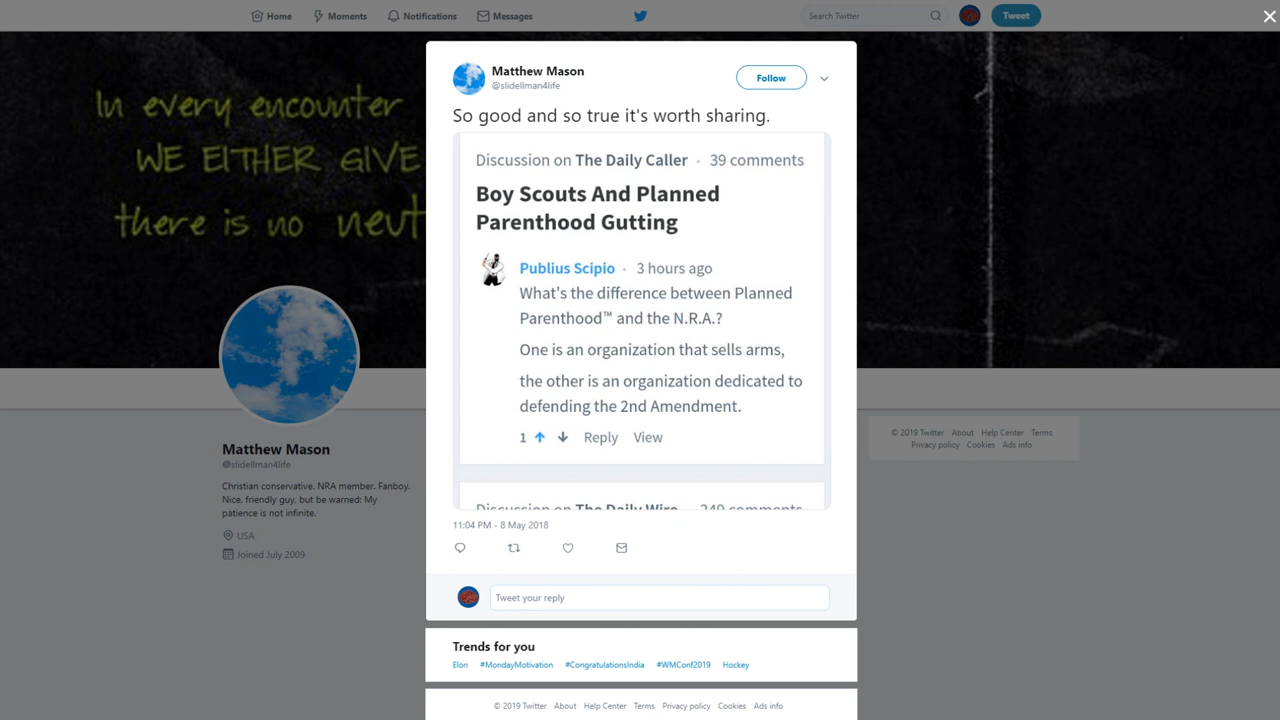 Home
Moments
Notifications
Messages
Search Twitter
Tweet
In every encounter
WE EITHER GIVE
there is no neut
Matthew Mason
@slidellman4life
Follow
So good and so true it's worth sharing.
Discussion on The Daily Caller • 39 comments
Boy Scouts And Planned
Parenthood Gutting
Publius Scipio • 3 hours ago
What's the difference between Planned
Parenthood™ and the N.R.A.?
One is an organization that sells arms,
the other is an organization dedicated to
defending the 2nd Amendment.
1 Reply View
Discussion on The Daily Wire 249 comments
11:04 PM - 8 May 2018
Tweet your reply
Trends for you
Elon #MondayMotivation #CongratulationsIndia #WMConf2019 Hockey
© 2019 Twitter About Help Center Terms Privacy policy Cookies Ads info
Matthew Mason
@slidellman4life
Christian conservative. NRA member. Fanboy.
Nice, friendly guy, but be warned: My
patience is not infinite.
USA
Joined July 2009
© 2019 Twitter About Help Center Terms
Privacy policy Cookies Ads info